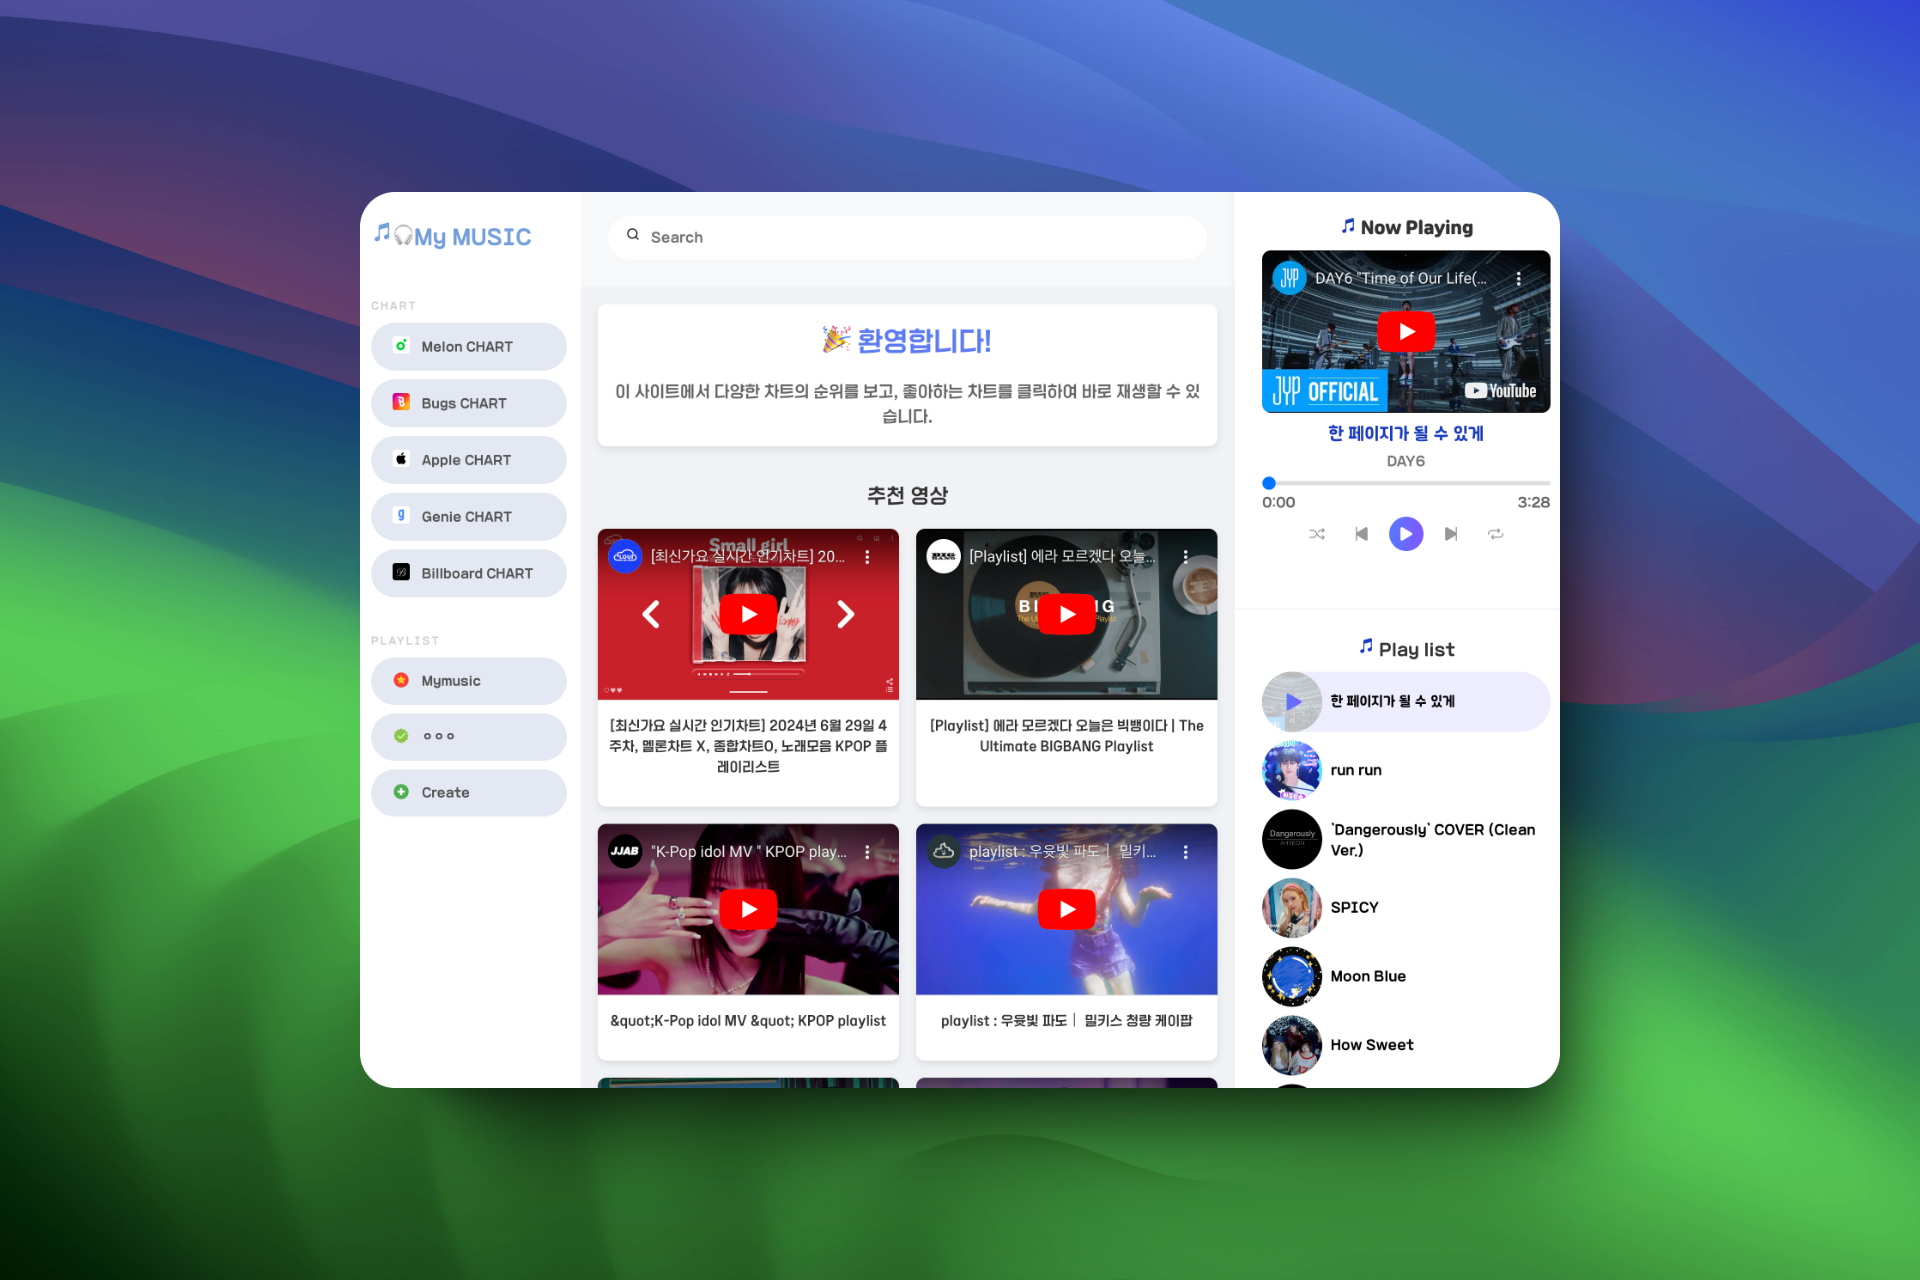 My MUSIC
CHART
Melon CHART
Bugs CHART
Apple CHART
Genie CHART
Billboard CHART
PLAYLIST
Mymusic
ㅇㅇㅇ
Create
Search
환영합니다!
이 사이트에서 다양한 차트의 순위를 보고, 좋아하는 차트를 클릭하여 바로 재생할 수 있
습니다.
추천 영상
Small girl
CLOUD
[최신가요 실시간 인기차트] 20...
[최신가요 실시간 인기차트] 2024년 6월 29일 4
주차, 멜론차트 X, 종합차트O, 노래모음 KPOP 플
레이리스트
[Playlist] 에라 모르겠다 오늘...
[Playlist] 에라 모르겠다 오늘은 빅뱅이다 | The
Ultimate BIGBANG Playlist
JJAB
"K-Pop idol MV " KPOP play...
&quot;K-Pop idol MV &quot; KPOP playlist
playlist : 우윳빛 파도｜ 밀키...
playlist : 우윳빛 파도｜ 밀키스 청량 케이팝
Now Playing
JYP
DAY6 "Time of Our Life(...
JYP OFFICIAL
YouTube
한 페이지가 될 수 있게
DAY6
0:00
3:28
Play list
한 페이지가 될 수 있게
run run
Dangerously
AHYEON
'Dangerously' COVER (Clean
Ver.)
SPICY
Moon Blue
How Sweet